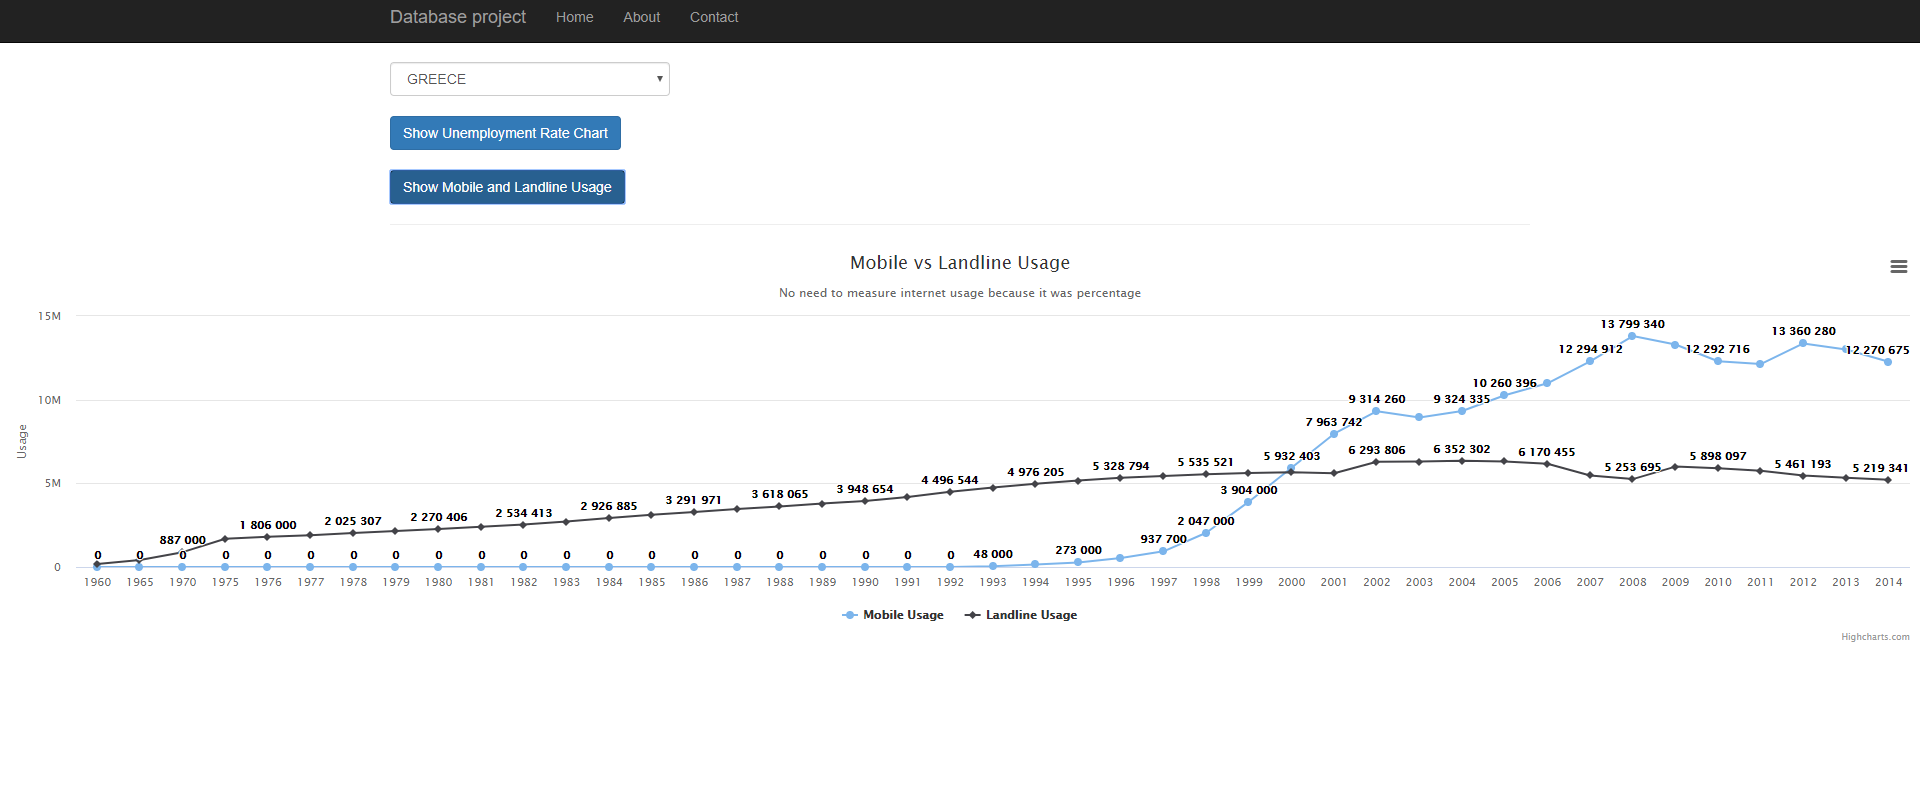 Database project Home About Contact
GREECE
Show Unemployment Rate Chart
Show Mobile and Landline Usage
Mobile vs Landline Usage
No need to measure internet usage because it was percentage
15M
13 799 340 13 360 280
12 294 912 12 292 716 12 270 675
10 260 396
10M 9 314 260 9 324 335
7 963 742
Usage
6 293 806 6 352 302 6 170 455
5 932 403 5 898 097
5 535 521 5 253 695 5 461 193 5 219 341
4 976 205 5 328 794
5M 4 496 544
3 948 654 3 904 000
3 618 065
3 291 971
2 926 885
2 534 413 2 047 000
2 270 406
2 025 307
1 806 000
887 000 937 700
0 0 0 0 0 0 0 0 0 0 0 0 0 0 0 0 0 0 0 0 0 48 000 273 000
0
1960 1965 1970 1975 1976 1977 1978 1979 1980 1981 1982 1983 1984 1985 1986 1987 1988 1989 1990 1991 1992 1993 1994 1995 1996 1997 1998 1999 2000 2001 2002 2003 2004 2005 2006 2007 2008 2009 2010 2011 2012 2013 2014
Mobile Usage Landline Usage
Highcharts.com